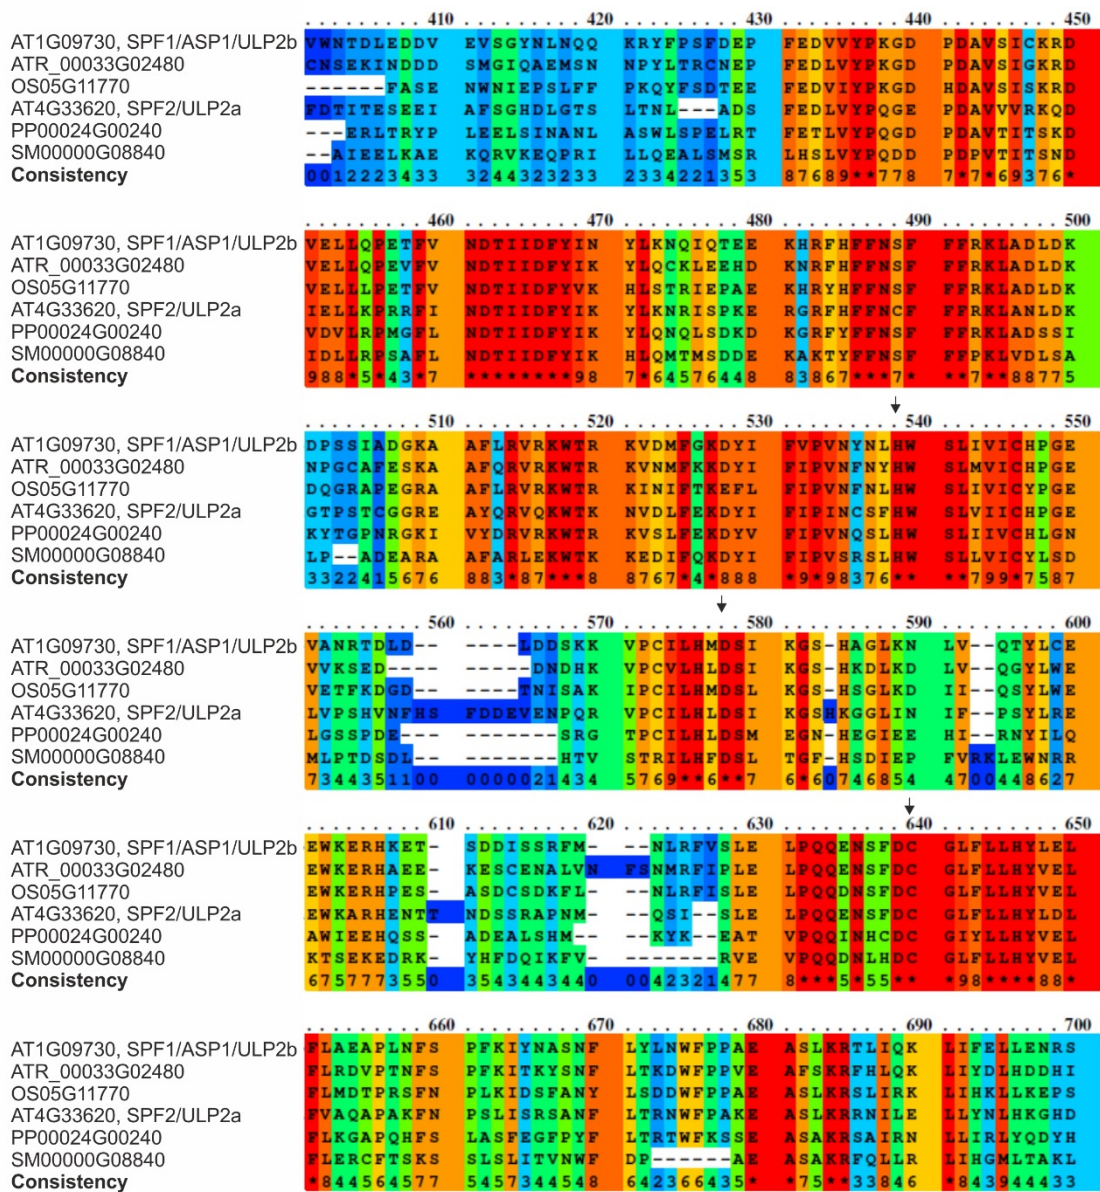 . . . . . . . . . 410 . . . . . . . . . 420 . . . . . . . . . 430 . . . . . . . . . 440 . . . . . . . . . 450
AT1G09730, SPF1/ASP1/ULP2b VWNTDLEDDV EVSGYNLNQQ KRYFPSFDEP FEDVVYPKGD PDAVSICKRD
ATR_00033G02480 CNSEKINDDD SMGIQAEMSN NPYLTRCNEP FEDLVYPKGD PDAVSIGKRD
OS05G11770 ------FASE NWNIEPSLFF PKQYFSDTEE FEDVIYPKGD HDAVSISKRD
AT4G33620, SPF2/ULP2a FDTITESEEI AFSGHDLGTS LTNL---ADS FEDVIYPQGE PDAVVVRKQD
PP00024G00240 ---ERLTRYP LEELSINANL ASWLSPELRT FETLVYPQGD PDAVTITSKD
SM00000G08840 --AIEELKAE KQRVKEQPRI LLQEALSMSR LHSLVYPQDD PDPVTITSND
Consistency 0012223433 3244323233 2334221353 87689**778 7*7*69376*
. . . . . . . . . 460 . . . . . . . . . 470 . . . . . . . . . 480 . . . . . . . . . 490 . . . . . . . . . 500
AT1G09730, SPF1/ASP1/ULP2b VELLQPETFV NDTIIDFYIN YLKNQIQTEE KHRFHFFNSF FFRKLADLDK
ATR_00033G02480 VELLQPEVFV NDTIIDFYIK YLQCKLEEHD KNRFHFFNSF FFRKLADLDK
OS05G11770 VELLLPETFV NDTIIDFYVK HLSTRIEPAE KHRYHFFNSF FFRKLADLDK
AT4G33620, SPF2/ULP2a IELLKPRRFI NDTIIDFYIK YLKNRISPKE RGRFHFFNCF FFRKLANLDK
PP00024G00240 VDVLRPMGFL NDTIIDFYIK YLQNQLSDKD KGRFYFFNSF FFRKLADSSI
SM00000G08840 IDLLRPSAFL NDTIIDFYIK HLQMTMSDDE KAKTYFFNSF FFPKLVDLSA
Consistency 988*5*43*7 ********98 7*64576448 83867***7* **7**88775
↓
. . . . . . . . . 510 . . . . . . . . . 520 . . . . . . . . . 530 . . . . . . . . . 540 . . . . . . . . . 550
AT1G09730, SPF1/ASP1/ULP2b DPSSIADGKA AFLRVRKWTR KVDMFGKDYI FVPVNYNLHW SLIVICHPGE
ATR_00033G02480 NPGCAFESKA AFQRVRKWTR KVNMFKKDYI FIPVNFNYHW SLMVICHPGE
OS05G11770 DQGRAPEGRA AFLRVRKWTR KINIFTKEFL FIPVNFNLHW SLIVICYPGE
AT4G33620, SPF2/ULP2a GTPSTCGGRE AYQRVQKWTK NVDLFEKDYI FIPINCSFHW SLVIICHPGE
PP00024G00240 KYTGPNRGKI VYDRVRKWTR KVSLFEKDYV FIPVNQSLHW SLIVICHLGN
SM00000G08840 LP--ADEARA AFARLEKWTK KEDIFQKDYI FIPVSRSLHW SLLVICYLSD
Consistency 3322415676 883*87***8 8767*4*888 *9*98376** **799*7587
↓
. . . . . . . . . 560 . . . . . . . . . 570 . . . . . . . . . 580 . . . . . . . . . 590 . . . . . . . . . 600
AT1G09730, SPF1/ASP1/ULP2b VANRTDLD-- -----LDDSKK VPCILHMDSI KGS-HAGLKN LV--QTYLCE
ATR_00033G02480 VVKSED---- -----DNDHK VPCVLHLDSI KGS-HKDLKD LV--QGYLWE
OS05G11770 VETFKDGD-- ----TNISAK IPCILHMDSL KGS-HSGLKD II--QSYLWE
AT4G33620, SPF2/ULP2a LVPSHVNFHS FDDEVENPQR VPCILHLDSI KGSHKGGLIN IF--PSYLRE
PP00024G00240 LGSSPDE--- -------SRG TPCILHLDSM EGN-HEGIEE HI--RNYILQ
SM00000G08840 MLPTDSDL-- -------HTV STRILHFDSL TGF-HSDIEP FVRKLEWNRR
Consistency 7344351100 0000021434 5769**6**7 6*60746834 4700448627
↓
. . . . . . . . . 610 . . . . . . . . . 620 . . . . . . . . . 630 . . . . . . . . . 640 . . . . . . . . . 650
AT1G09730, SPF1/ASP1/ULP2b EWKERHKET- SDDISSRFM- --NLRFVSLE LPQQENSFDC GLFLLHYLEL
ATR_00033G02480 EWKERHAEE- KESCENALVN FSNMRFIPLE LPQQENSFDC GLFLLHYVEL
OS05G11770 EWKERHPES- ASDCSDKFL- --NLRFISLE LPQQDNSFDC GLFLLHYVEL
AT4G33620, SPF2/ULP2a EWKARHENTT NDSSRAPNM- --QSI--SLE LPQQENSFDC GLFLLHYLDL
PP00024G00240 AWIEEHQSS- ADEALSHM-- --KYK--EAT VPQQINHCDC GIYLLHYVEL
SM00000G08840 KTSEKEDRK- YHFDQIKFV- -------RVE VPQQDNLHDC GLFLLHYVEL
Consistency 6757773550 3543443440 0042321477 8***5*55** *98****88*
. . . . . . . . . 660 . . . . . . . . . 670 . . . . . . . . . 680 . . . . . . . . . 690 . . . . . . . . . 700
AT1G09730, SPF1/ASP1/ULP2b FLAEAPLNFS PFKIYNASNF LYLNWFPPAE ASLKRTLIQK LIFELLENRS
ATR_00033G02480 FLRDVPTNFS PFKITKYSNF LTKDWFPPVE AFSKRFHLQK LIYDLHDDHI
OS05G11770 FLMDTPRSFN PLKIDSFANY LSDDWFPPAE ASLKRSLIRK LIHKLLKEPS
AT4G33620, SPF2/ULP2a FVAQAPAKFN PSLISRSANF LTRNWFPAKE ASLKRRNILE LLYNLHKGHD
PP00024G00240 FLKGAPQHFS LASFEGFPYF LTRTWFKSSE ASAKRSAIRN LLIRLYQDYH
SM00000G08840 FLERCFTSKS SLSLITVNWF DP------AE ASAKRFQLLR LIHGMLTAKL
Consistency *844564577 5457344548 642366435* *75**33846 *843944433